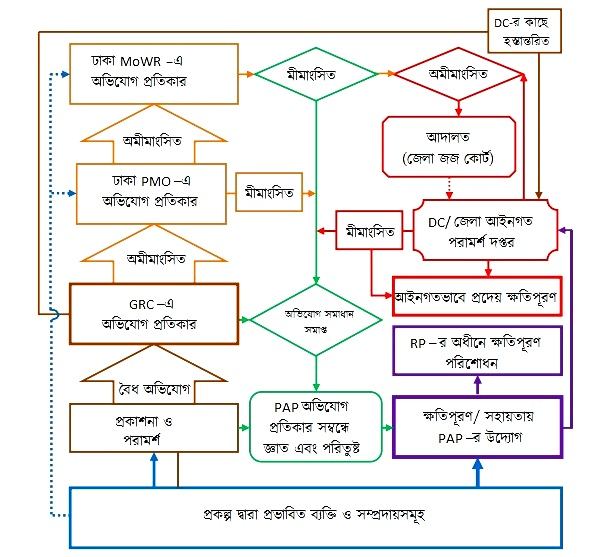 DC-র কাছে
হস্তান্তরিত
ঢাকা MoWR –এ
অভিযোগ প্রতিকার
মীমাংসিত
অমীমাংসিত
অমীমাংসিত
আদালত
(জেলা জজ কোর্ট)
ঢাকা PMO –এ
অভিযোগ প্রতিকার
মীমাংসিত
মীমাংসিত
DC/ জেলা আইনগত
পরামর্শ দপ্তর
অমীমাংসিত
GRC–এ
অভিযোগ প্রতিকার
অভিযোগ সমাধান
সমাপ্ত
আইনগতভাবে প্রদেয় ক্ষতিপূরণ
RP –র অধীনে ক্ষতিপূরণ
পরিশোধন
বৈধ অভিযোগ
প্রকাশনা ও
পরামর্শ
PAP অভিযোগ
প্রতিকার সম্বন্ধে
জ্ঞাত এবং পরিতুষ্ট
ক্ষতিপূরণ/ সহায়তায়
PAP –র উদ্যোগ
প্রকল্প দ্বারা প্রভাবিত ব্যক্তি ও সম্প্রদায়সমূহ